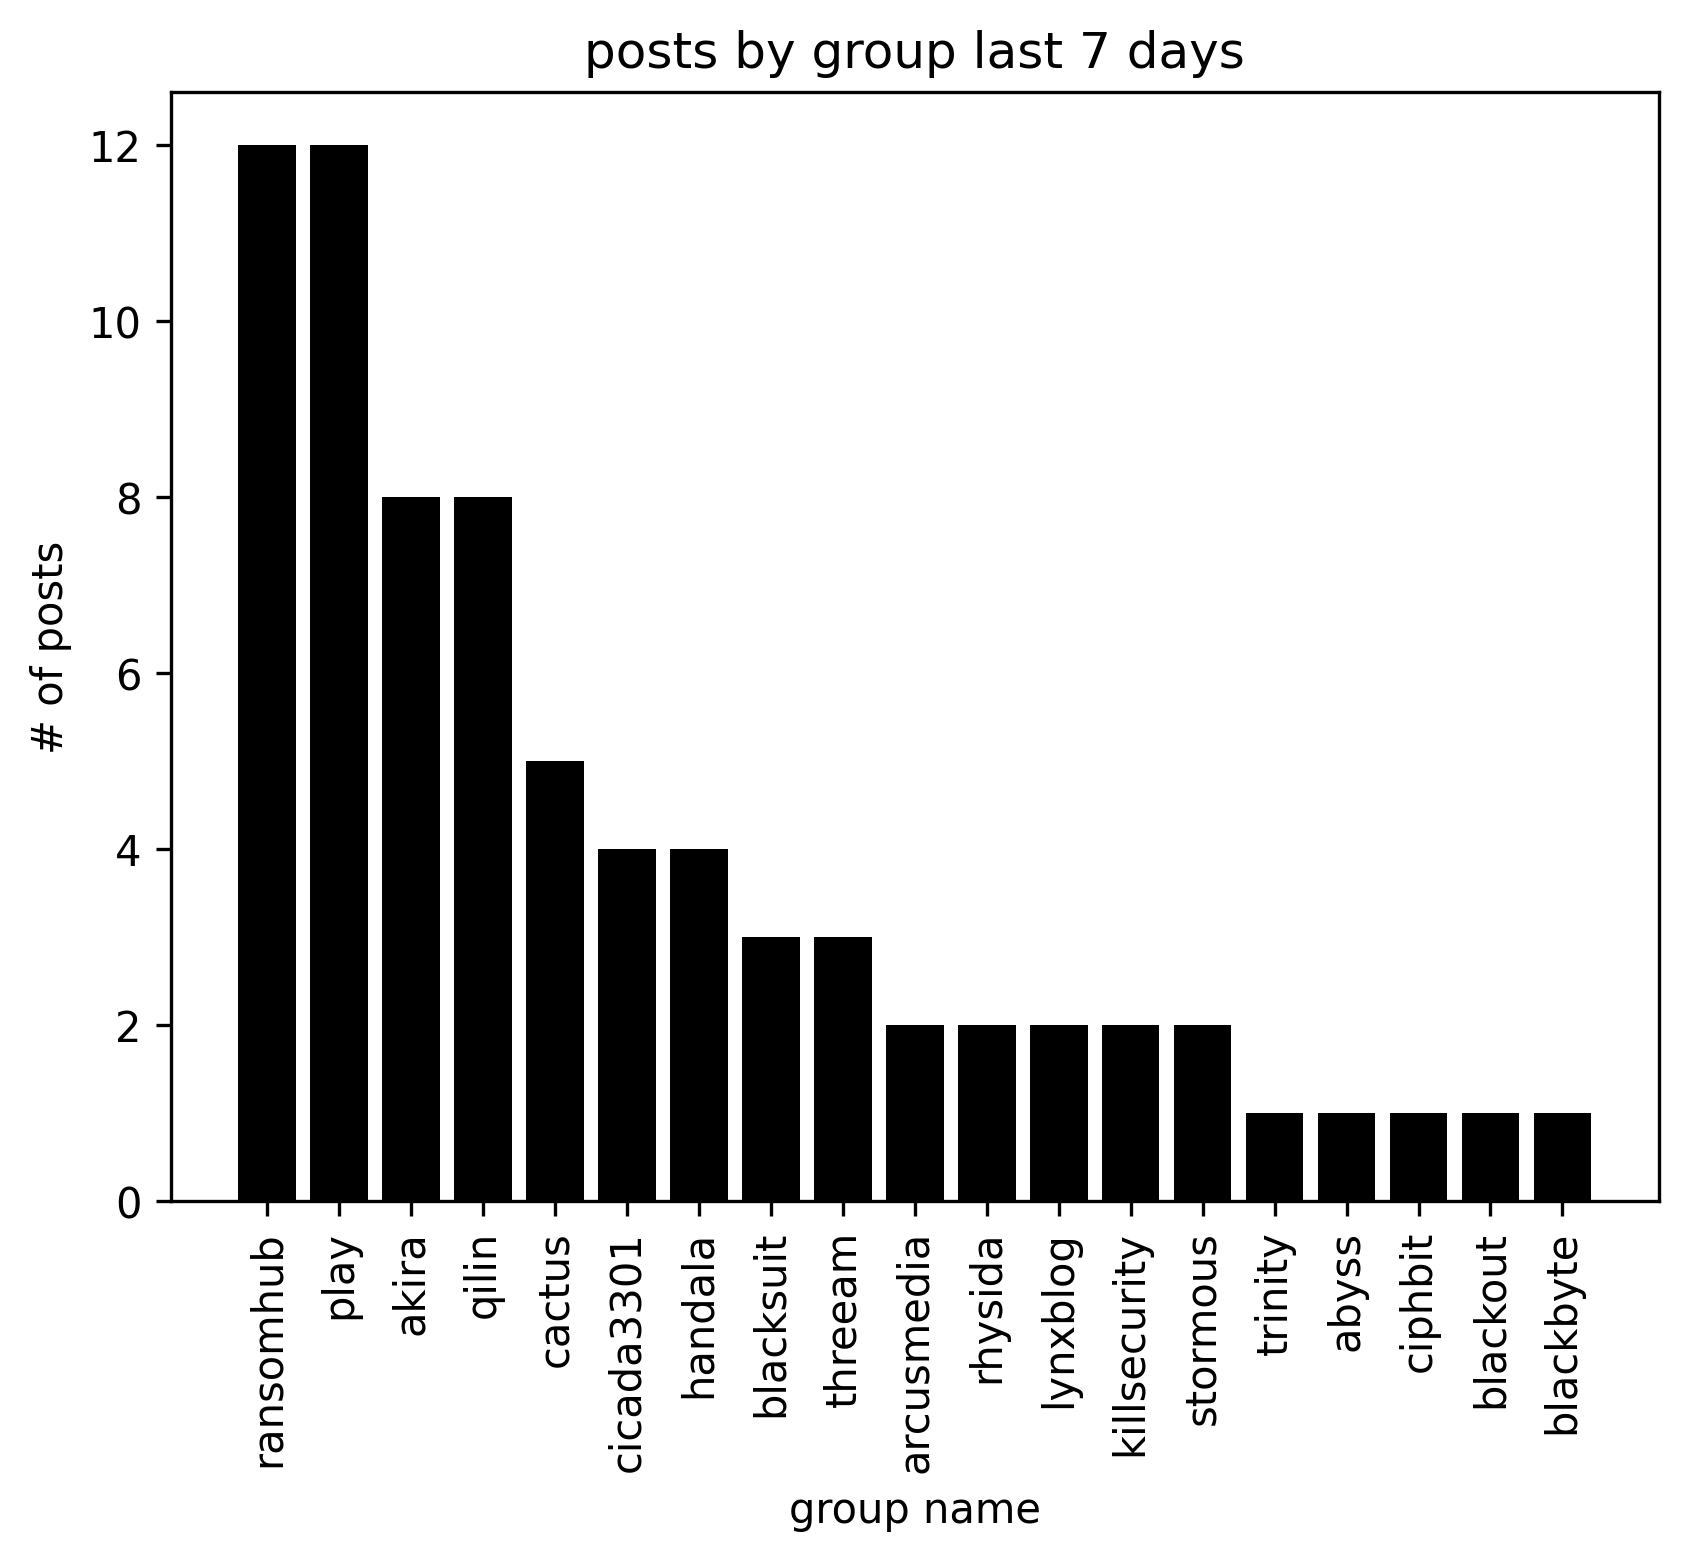 posts by group last 7 days
12
10
8
6
4
2
0
# of posts
ransomhub
play
akira
qilin
cactus
cicada3301
handala
blacksuit
threeam
arcusmedia
rhysida
lynxblog
killsecurity
stormous
trinity
abyss
ciphbit
blackout
blackbyte
group name